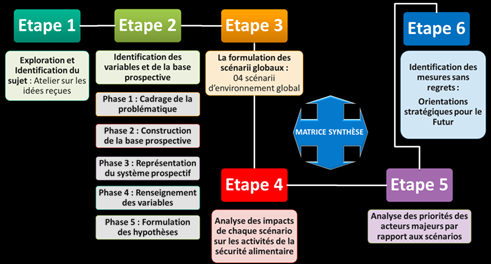 Etape 1
Exploration et
Identification du
sujet : Atelier sur les
idées reçues
Etape 2
Identification des
variables et de la base
prospective
Phase 1 : Cadrage de la
problématique
Phase 2 : Construction
de la base prospective
Phase 3 : Représentation
du système prospectif
Phase 4 : Renseignement
des variables
Phase 5 : Formulation
des hypothèses
Etape 3
La formulation des
scénarii globaux :
04 scénarii
d'environnement global
MATRICE SYNTHÈSE
Etape 4
Analyse des impacts
de chaque scénario
sur les activités de la
sécurité alimentaire
Etape 5
Analyse des priorités des
acteurs majeurs par
rapport aux scénarios
Etape 6
Identification des
mesures sans
regrets :
Orientations
stratégiques pour le
Futur